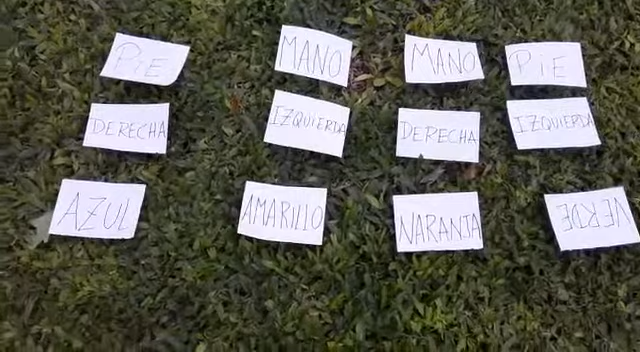 PIE MANO MANO PIE
DERECHA IZQUIERDA DERECHA IZQUIERDA
AZUL AMARILLO NARANJA VERDE